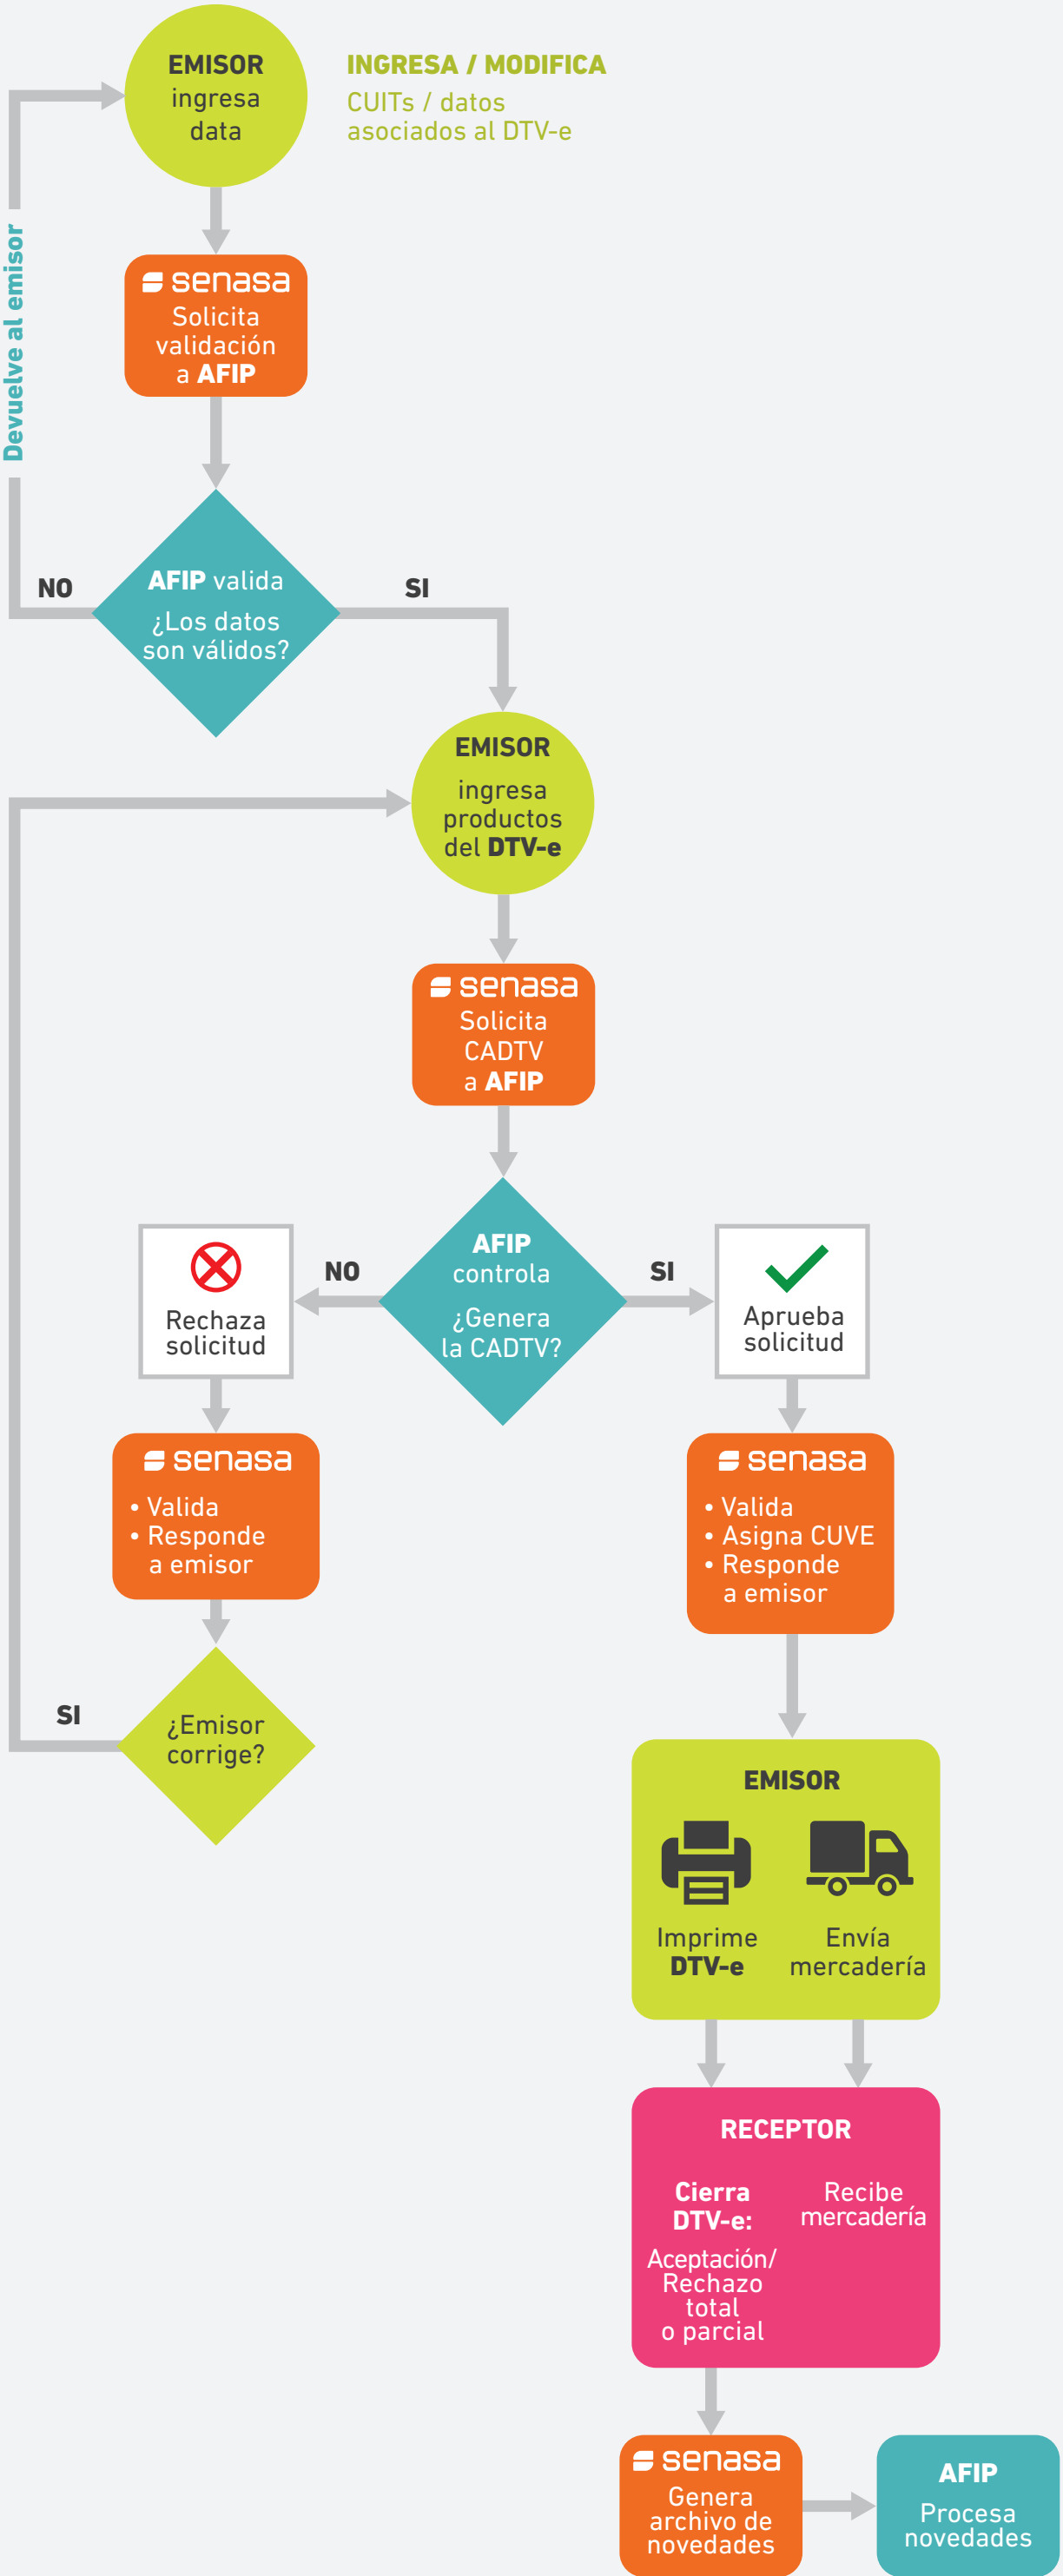 EMISOR
ingresa
data
INGRESA / MODIFICA
CUITs / datos
asociados al DTV-e
Devuelve al emisor
senasa
Solicita
validación
a AFIP
NO
AFIP valida
¿Los datos
son válidos?
SI
EMISOR
ingresa
productos
del DTV-e
senasa
Solicita
CADTV
a AFIP
Rechaza
solicitud
NO
AFIP
controla
¿Genera
la CADTV?
SI
Aprueba
solicitud
senasa
• Valida
• Responde
a emisor
senasa
• Valida
• Asigna CUVE
• Responde
a emisor
SI
¿Emisor
corrige?
EMISOR
Imprime
DTV-e
Envía
mercadería
RECEPTOR
Cierra
DTV-e:
Aceptación/
Rechazo
total
o parcial
Recibe
mercadería
senasa
Genera
archivo de
novedades
AFIP
Procesa
novedades